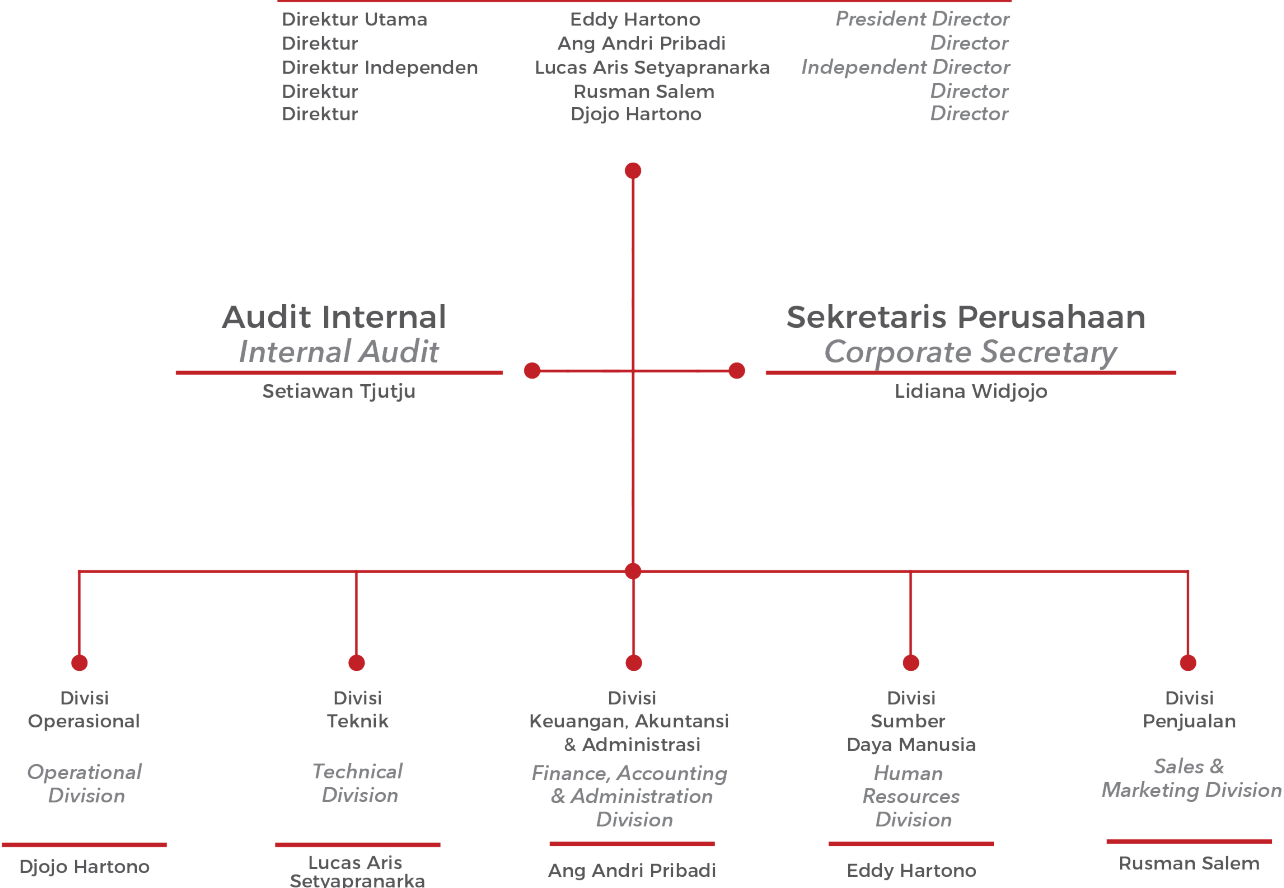 Direktur Utama Eddy Hartono President Director
Direktur Ang Andri Pribadi Director
Direktur Independen Lucas Aris Setyapranarka Independent Director
Direktur Rusman Salem Director
Direktur Djojo Hartono Director
Audit Internal
Internal Audit
Setiawan Tjutju
Sekretaris Perusahaan
Corporate Secretary
Lidiana Widjojo
Divisi
Operasional
Operational
Division
Djojo Hartono
Divisi
Teknik
Technical
Division
Lucas Aris
Setyapranarka
Divisi
Keuangan, Akuntansi
& Administrasi
Finance, Accounting
& Administration
Division
Ang Andri Pribadi
Divisi
Sumber
Daya Manusia
Human
Resources
Division
Eddy Hartono
Divisi
Penjualan
Sales &
Marketing Division
Rusman Salem